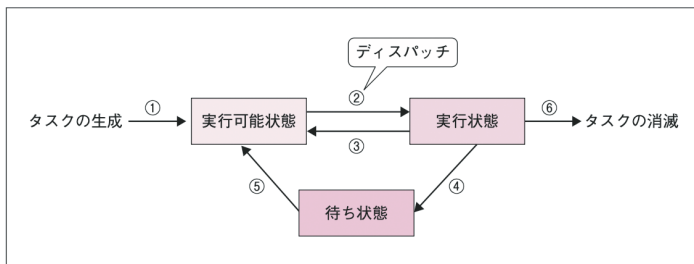 ディスパッチ
タスクの生成
①
実行可能状態
②
③
実行状態
⑥
タスクの消滅
⑤
④
待ち状態